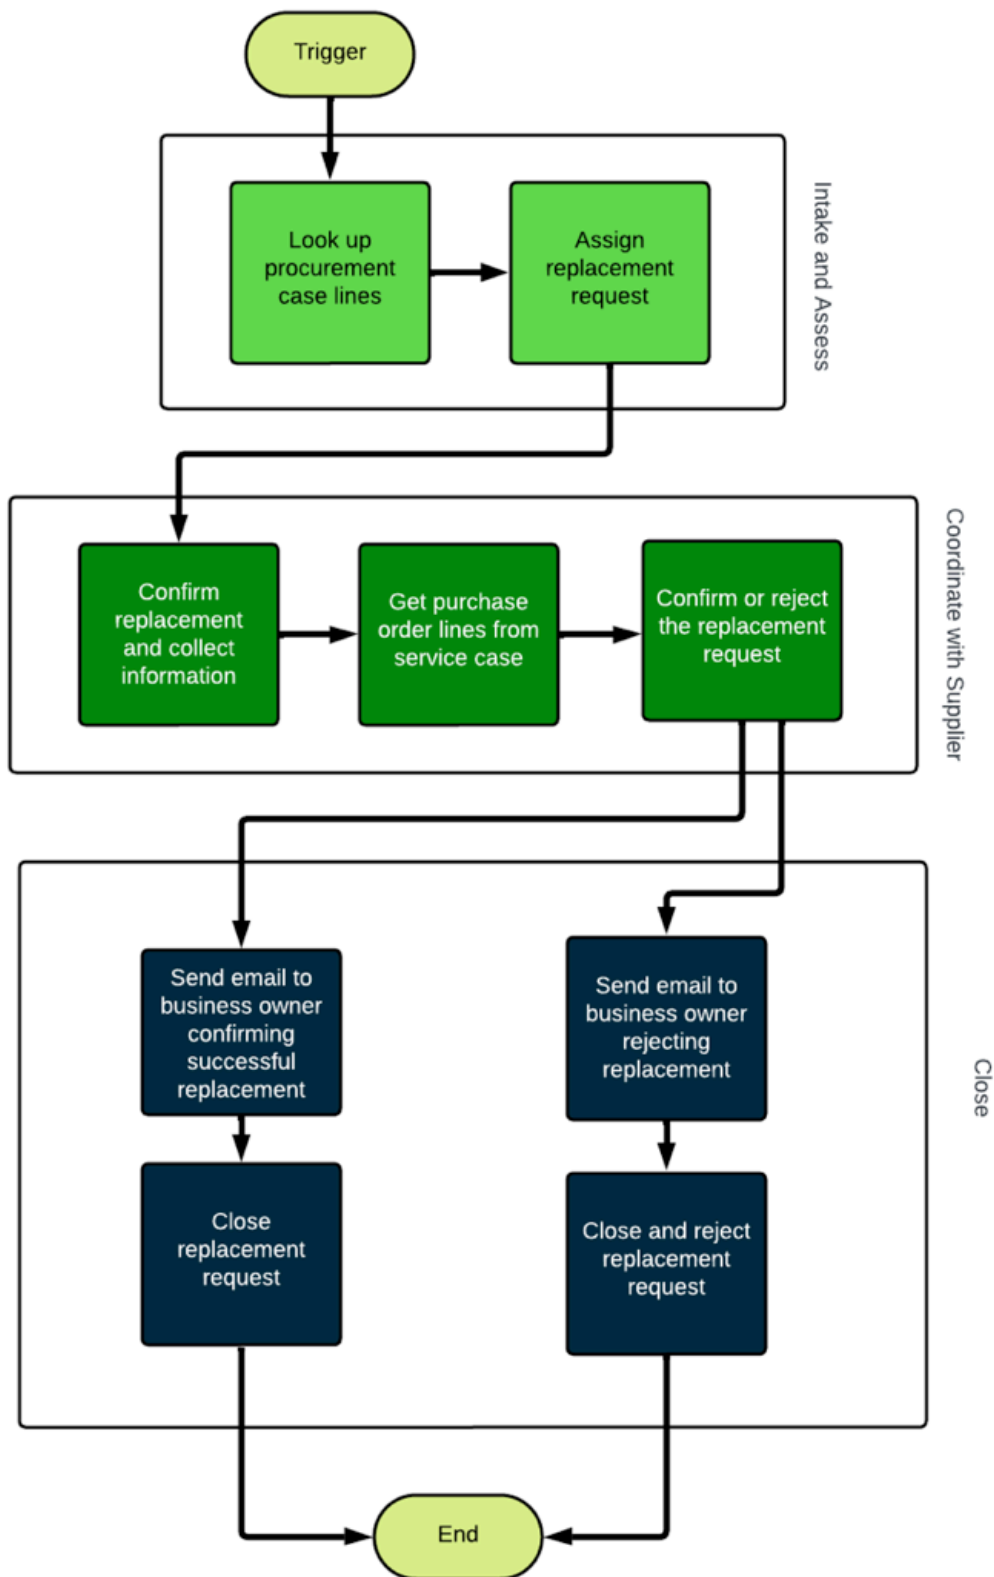 Trigger
Look up
procurement
case lines
Assign
replacement
request
Intake and Assess
Confirm
replacement
and collect
information
Get purchase
order lines from
service case
Confirm or reject
the replacement
request
Coordinate with Supplier
Send email to
business owner
confirming
successful
replacement
Send email to
business owner
rejecting
replacement
Close
replacement
request
Close and reject
replacement
request
Close
End